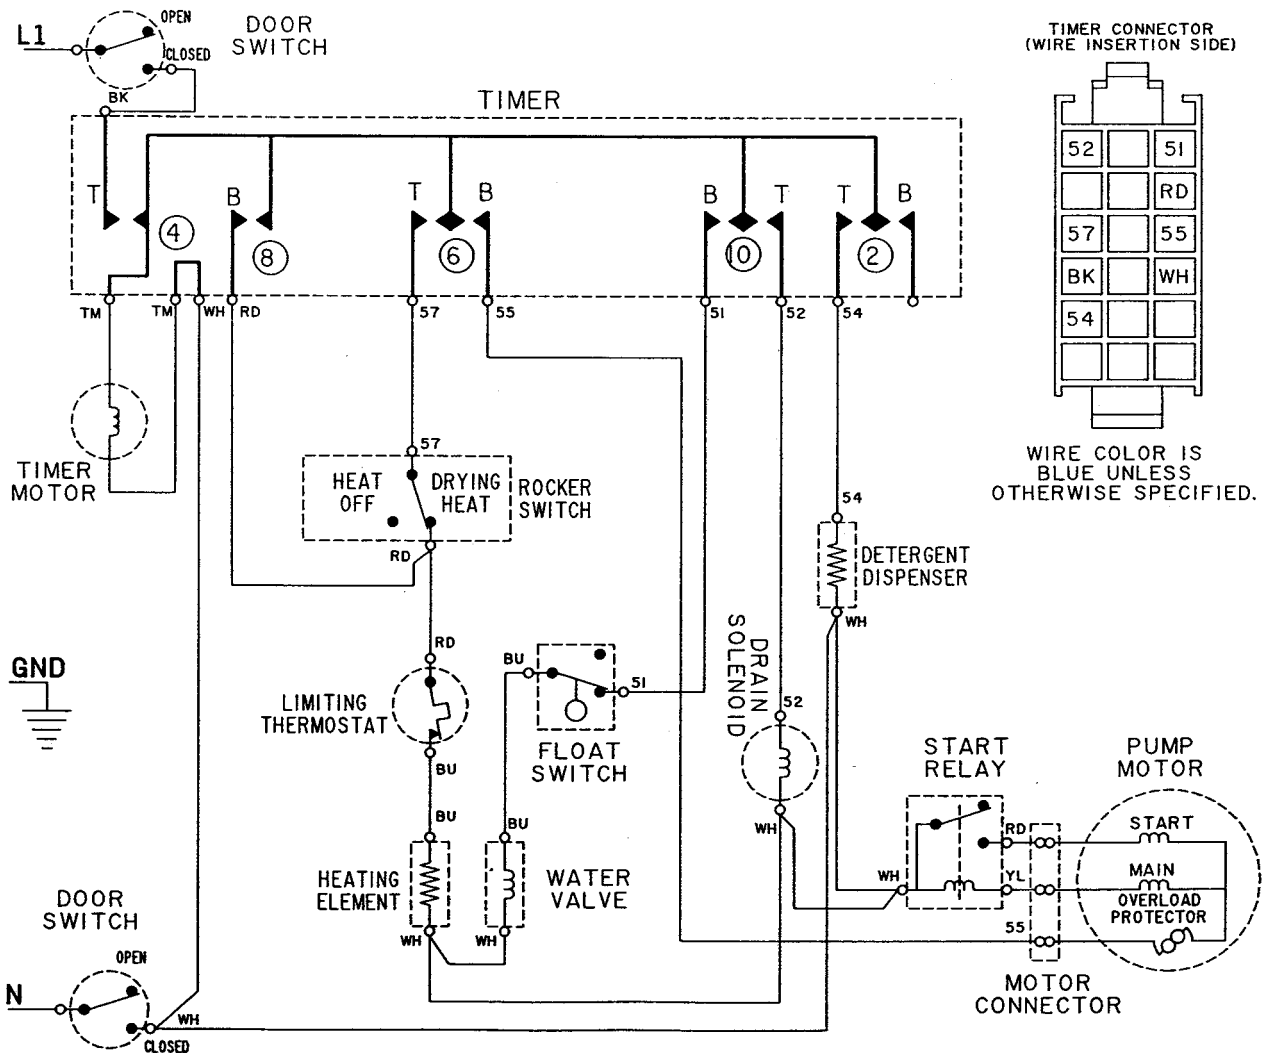 L1
OPEN
CLOSED
DOOR
SWITCH
BK
TIMER
T
4
B
8
T
B
6
B
T
10
T
B
2
TM
TM
WH
RD
57
55
51
52
54
TIMER CONNECTOR
(WIRE INSERTION SIDE)
52
51
RD
57
55
BK
WH
54
WIRE COLOR IS
BLUE UNLESS
OTHERWISE SPECIFIED.
TIMER
MOTOR
57
HEAT
OFF
DRYING
HEAT
ROCKER
SWITCH
RD
54
DETERGENT
DISPENSER
WH
GND
RD
LIMITING
THERMOSTAT
BU
BU
51
FLOAT
SWITCH
DRAIN
SOLENOID
52
WH
BU
BU
HEATING
ELEMENT
WATER
VALVE
WH
WH
START
RELAY
PUMP
MOTOR
RD
START
WH
YL
MAIN
OVERLOAD
PROTECTOR
55
MOTOR
CONNECTOR
DOOR
SWITCH
OPEN
N
WH
CLOSED